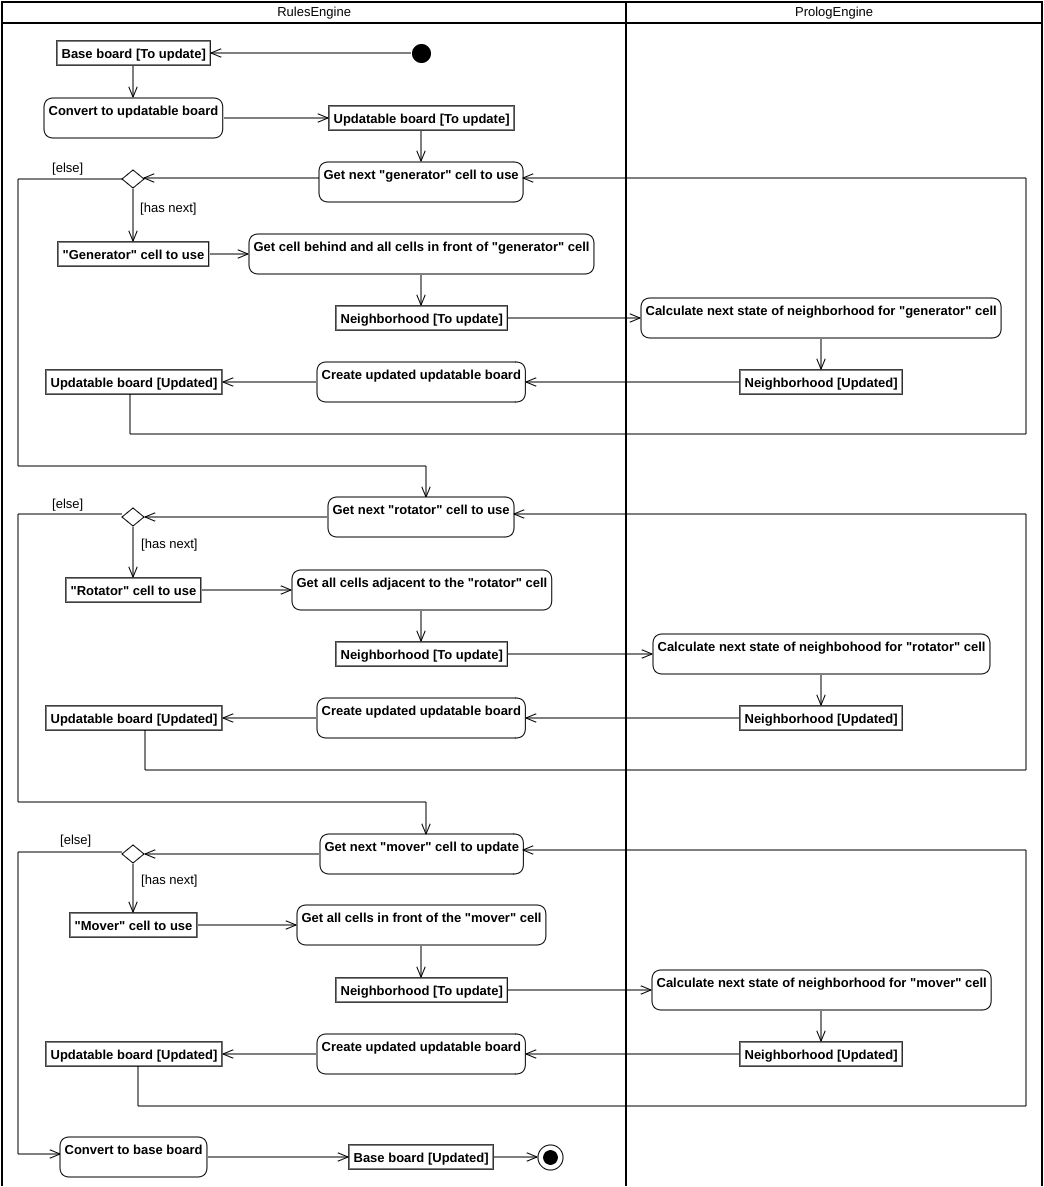 RulesEngine
PrologEngine
Base board [To update]
Convert to updatable board
Updatable board [To update]
[else]
Get next "generator" cell to use
[has next]
"Generator" cell to use
Get cell behind and all cells in front of "generator" cell
Neighborhood [To update]
Calculate next state of neighborhood for "generator" cell
Updatable board [Updated]
Create updated updatable board
Neighborhood [Updated]
[else]
Get next "rotator" cell to use
[has next]
"Rotator" cell to use
Get all cells adjacent to the "rotator" cell
Neighborhood [To update]
Calculate next state of neighbohood for "rotator" cell
Updatable board [Updated]
Create updated updatable board
Neighborhood [Updated]
[else]
Get next "mover" cell to update
[has next]
"Mover" cell to use
Get all cells in front of the "mover" cell
Neighborhood [To update]
Calculate next state of neighborhood for "mover" cell
Updatable board [Updated]
Create updated updatable board
Neighborhood [Updated]
Convert to base board
Base board [Updated]